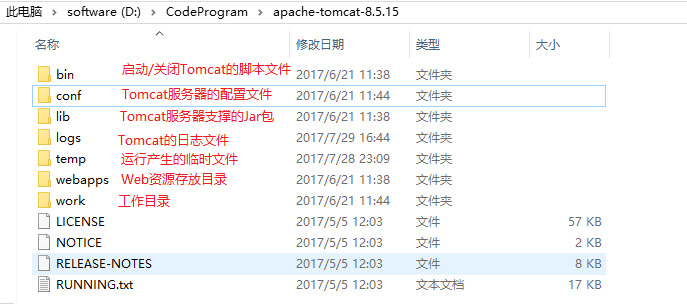 此电脑 > software (D:) > CodeProgram > apache-tomcat-8.5.15
名称 修改日期 类型 大小
bin 启动/关闭Tomcat的脚本文件 2017/6/21 11:38 文件夹
conf Tomcat服务器的配置文件 2017/6/21 11:44 文件夹
lib Tomcat服务器支撑的Jar包 2017/6/21 11:38 文件夹
logs Tomcat的日志文件 2017/7/29 16:44 文件夹
temp 运行产生的临时文件 2017/7/28 23:09 文件夹
webapps Web资源存放目录 2017/6/21 11:38 文件夹
work 工作目录 2017/6/21 11:44 文件夹
LICENSE 2017/5/5 12:03 文件 57 KB
NOTICE 2017/5/5 12:03 文件 2 KB
RELEASE-NOTES 2017/5/5 12:03 文件 8 KB
RUNNING.txt 2017/5/5 12:03 文本文档 17 KB